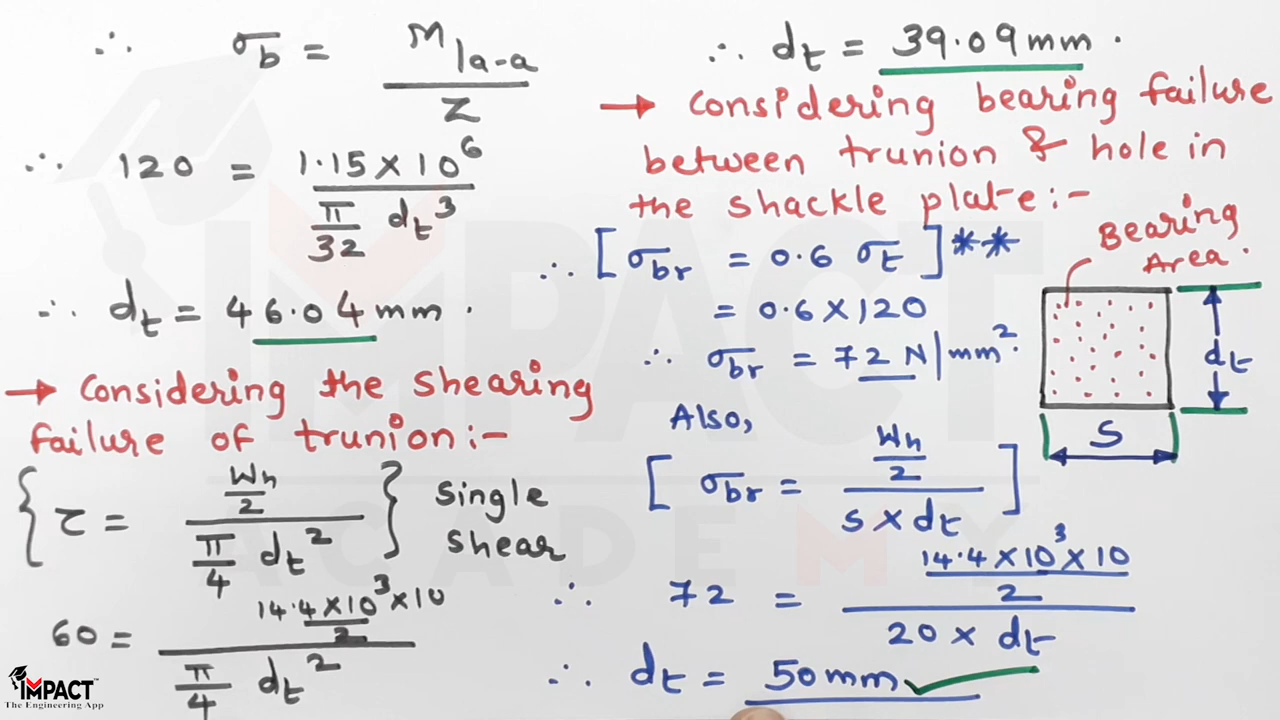 ∴ σb = M|a-a / Z
∴ 120 = 1.15 × 10^6 / (π/32 dt^3)
∴ dt = 46.04 mm.
→ Considering the Shearing
failure of trunion:-
{ τ = (Wh/2) / (π/4 dt^2) } Single
Shear
60 = (14.4 × 10^3 × 10 / 2) / (π/4 dt^2)
∴ dt = 39.09 mm.
→ Considering bearing failure
between trunion & hole in
the shackle plate:-
∴ [σbr = 0.6 σt]**
= 0.6 × 120
∴ σbr = 72 N|mm^2.
Also,
[σbr = (Wh/2) / (S × dt)]
∴ 72 = (14.4 × 10^3 × 10 / 2) / (20 × dt)
∴ dt = 50 mm ✓
Bearing
Area.
dt
S
IMPACT
ACADEMY
IMPACT™
The Engineering App